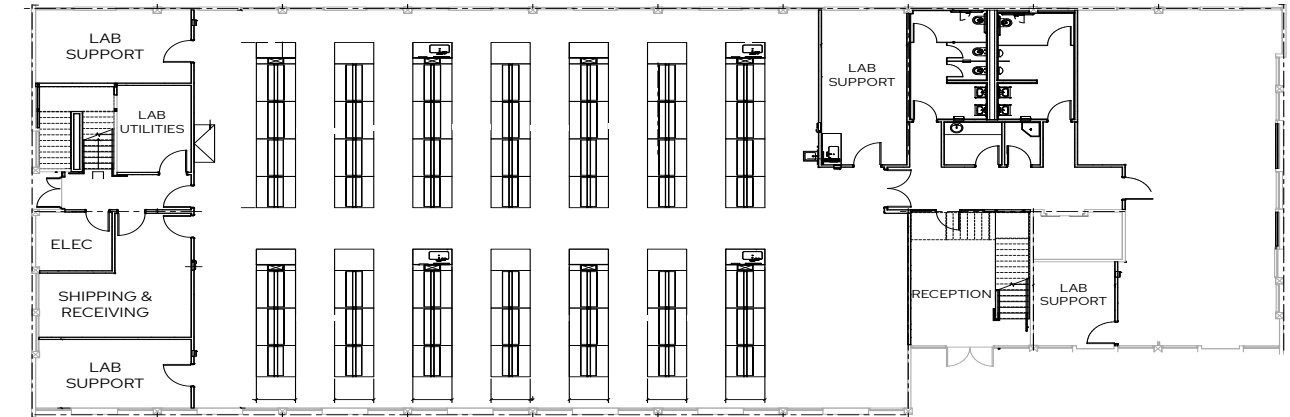 LAB
SUPPORT
LAB
UTILITIES
ELEC
SHIPPING &
RECEIVING
LAB
SUPPORT
LAB
SUPPORT
RECEPTION
LAB
SUPPORT